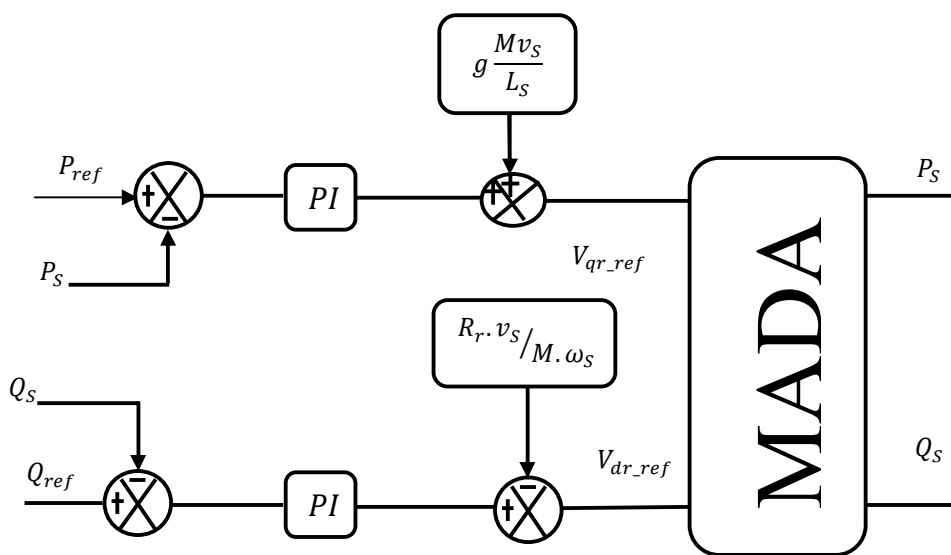 g Mv_S / L_S
P_ref
+
-
PI
+
+
P_S
P_S
V_qr_ref
R_r.v_S/M.ω_S
MADA
Q_S
-
Q_ref
+
PI
-
+
V_dr_ref
Q_S